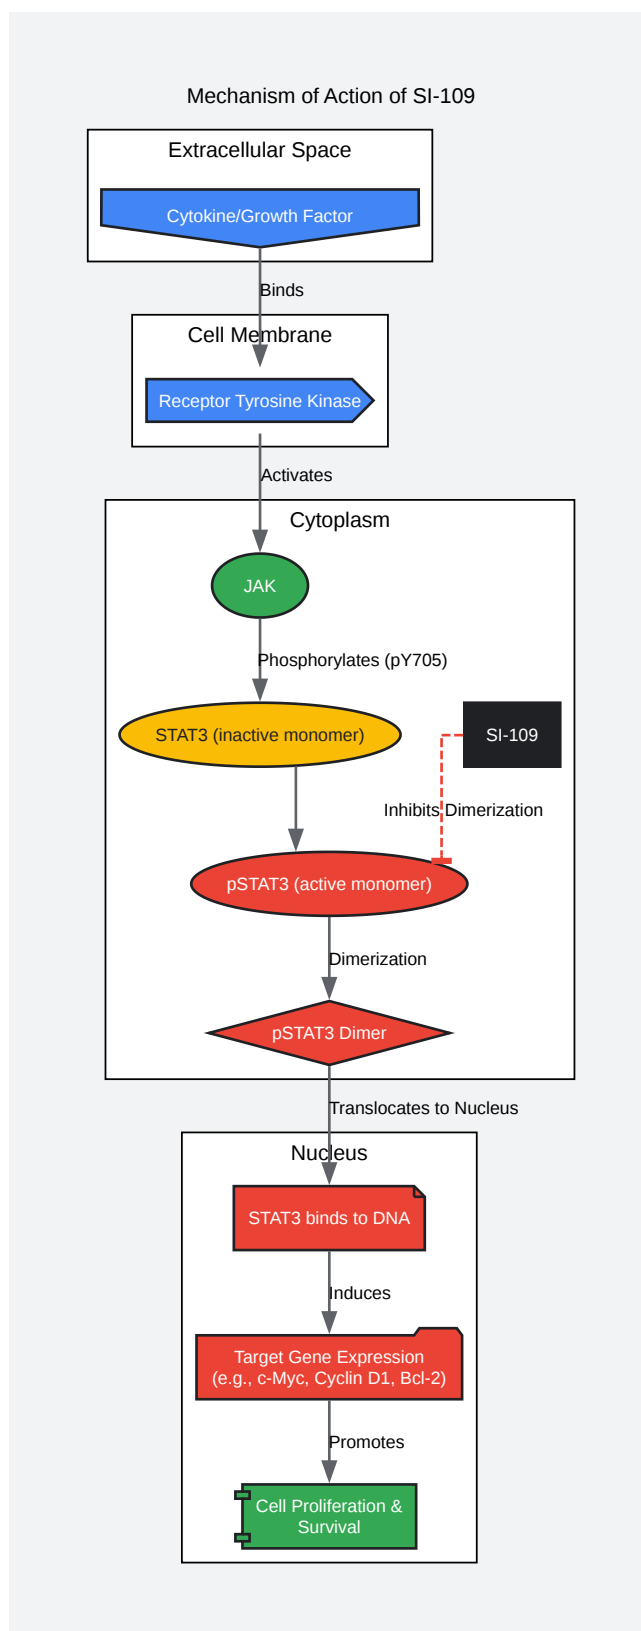 Mechanism of Action of SI-109
Extracellular Space
Cytokine/Growth Factor
Binds
Cell Membrane
Receptor Tyrosine Kinase
Activates
Cytoplasm
JAK
Phosphorylates (pY705)
STAT3 (inactive monomer)
SI-109
Inhibits Dimerization
pSTAT3 (active monomer)
Dimerization
pSTAT3 Dimer
Translocates to Nucleus
Nucleus
STAT3 binds to DNA
Induces
Target Gene Expression
(e.g., c-Myc, Cyclin D1, Bcl-2)
Promotes
Cell Proliferation &
Survival